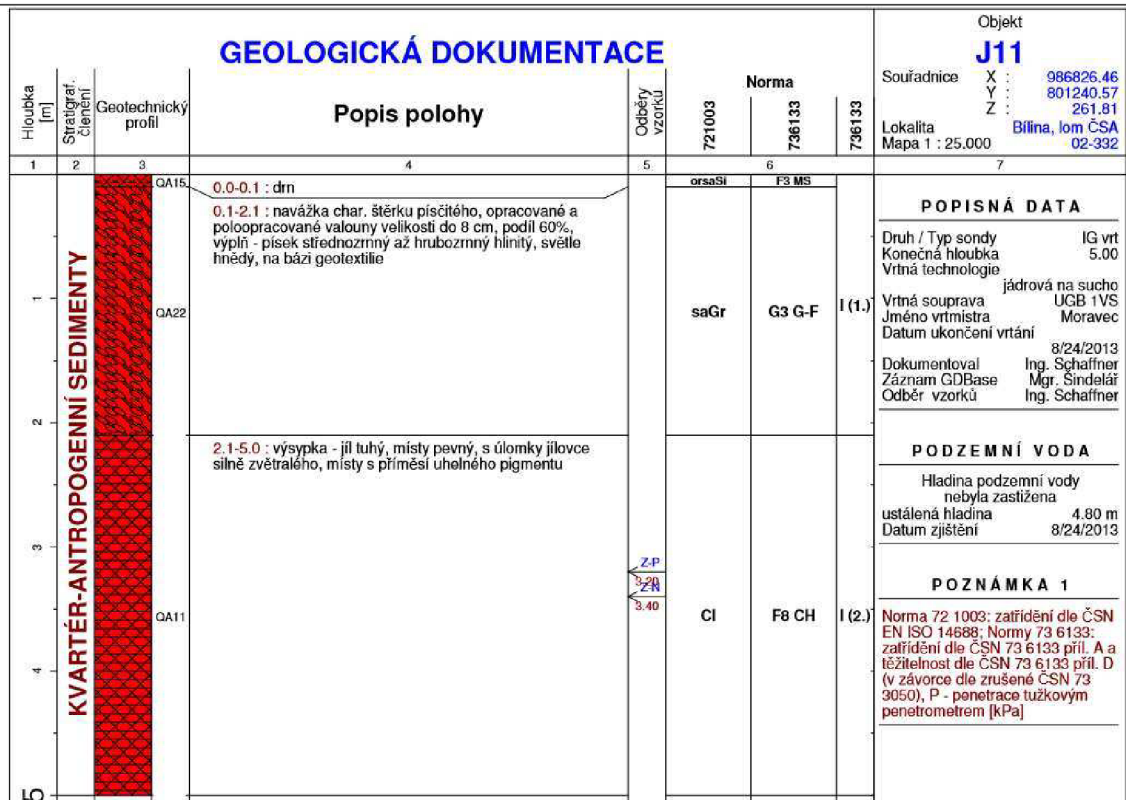 GEOLOGICKÁ DOKUMENTACE
Hloubka [m]
Stratigraf. členění
Geotechnický profil
Popis polohy
Odběry vzorků
Norma
721003
736133
736133
Objekt
J11
Souřadnice X : 986826.46
Y : 801240.57
Z : 261.81
Lokalita Bílina, lom ČSA
Mapa 1 : 25.000 02-332
1 2 3 4 5 6 7
KVARTÉR-ANTROPOGENNÍ SEDIMENTY
QA15
0.0-0.1 : drn
orsaSi F3 MS
0.1-2.1 : navážka char. štěrku písčitého, opracované a
poloopracované valouny velikosti do 8 cm, podíl 60%,
výplň - písek střednozrnný až hrubozrnný hlinitý, světle
hnědý, na bázi geotextilie
1
QA22
saGr G3 G-F I (1.)
2
2.1-5.0 : výsypka - jíl tuhý, místy pevný, s úlomky jílovce
silně zvětralého, místy s příměsí uhelného pigmentu
3
Z-P
3.20
Z-N
3.40
QA11
CI F8 CH I (2.)
4
5
POPISNÁ DATA
Druh / Typ sondy IG vrt
Konečná hloubka 5.00
Vrtná technologie
jádrová na sucho
Vrtná souprava UGB 1VS
Jméno vrtmistra Moravec
Datum ukončení vrtání
8/24/2013
Dokumentoval Ing. Schaffner
Záznam GDBase Mgr. Šindelář
Odběr vzorků Ing. Schaffner
PODZEMNÍ VODA
Hladina podzemní vody
nebyla zastižena
ustálená hladina 4.80 m
Datum zjištění 8/24/2013
POZNÁMKA 1
Norma 72 1003: zatřídění dle ČSN
EN ISO 14688; Normy 73 6133:
zatřídění dle ČSN 73 6133 příl. A a
těžitelnost dle ČSN 73 6133 příl. D
(v závorce dle zrušené ČSN 73
3050), P - penetrace tužkovým
penetrometrem [kPa]